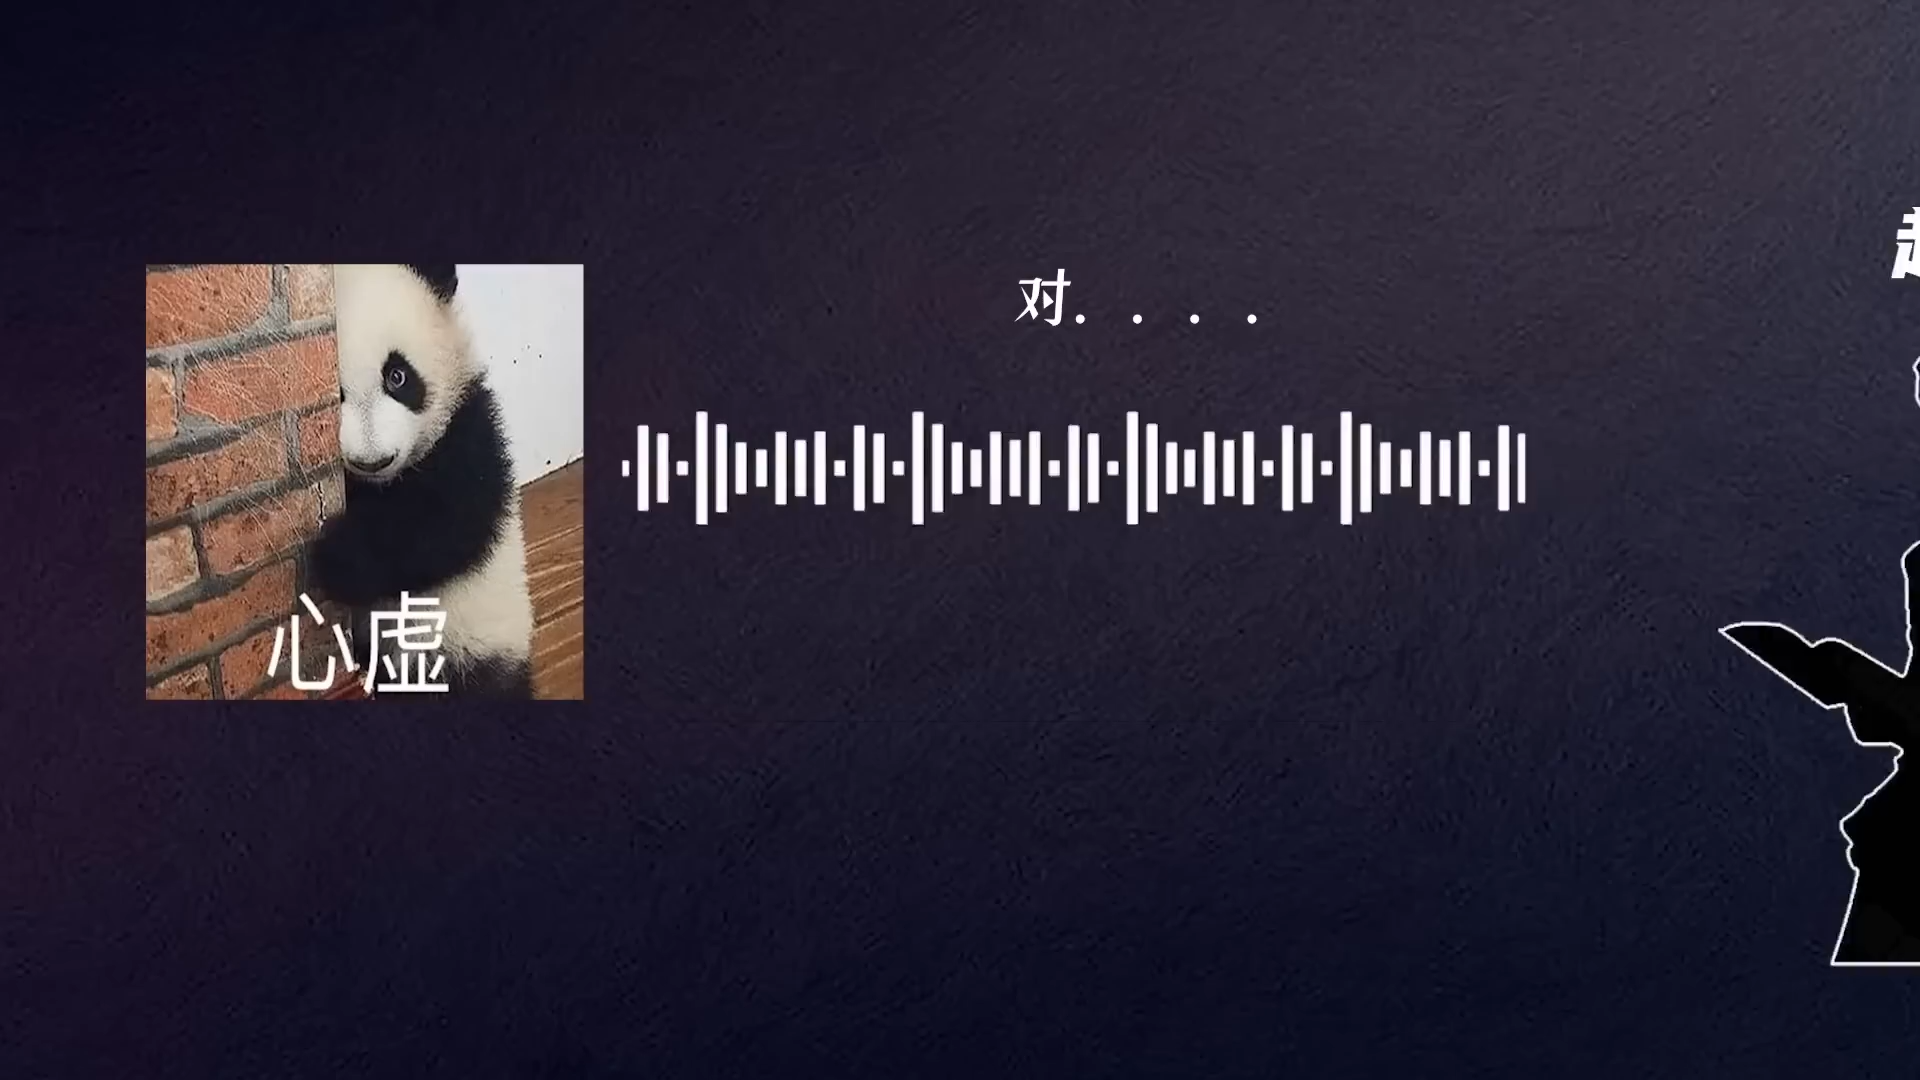 对. . . .
心虚